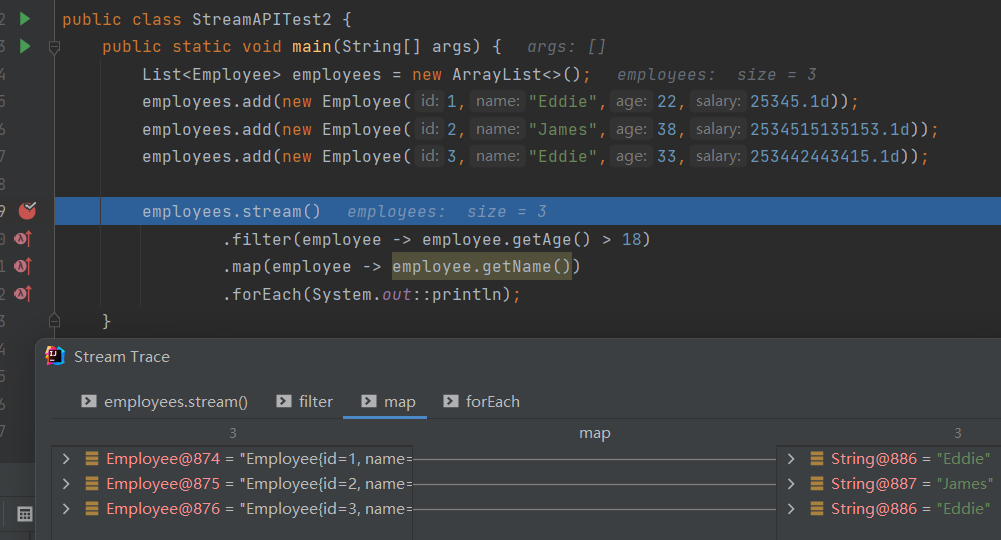 2 public class StreamAPITest2 {
3 public static void main(String[] args) { args: []
4 List<Employee> employees = new ArrayList<>(); employees: size = 3
5 employees.add(new Employee( id: 1, name: "Eddie", age: 22, salary: 25345.1d));
6 employees.add(new Employee( id: 2, name: "James", age: 38, salary: 2534515135153.1d));
7 employees.add(new Employee( id: 3, name: "Eddie", age: 33, salary: 253442443415.1d));
8
9 employees.stream() employees: size = 3
0 .filter(employee -> employee.getAge() > 18)
1 .map(employee -> employee.getName())
2 .forEach(System.out::println);
3 }
4
5
6
7
Stream Trace
employees.stream() filter map forEach
3 map 3
Employee@874 = "Employee{id=1, name= String@886 = "Eddie"
Employee@875 = "Employee{id=2, name= String@887 = "James"
Employee@876 = "Employee{id=3, name= String@886 = "Eddie"